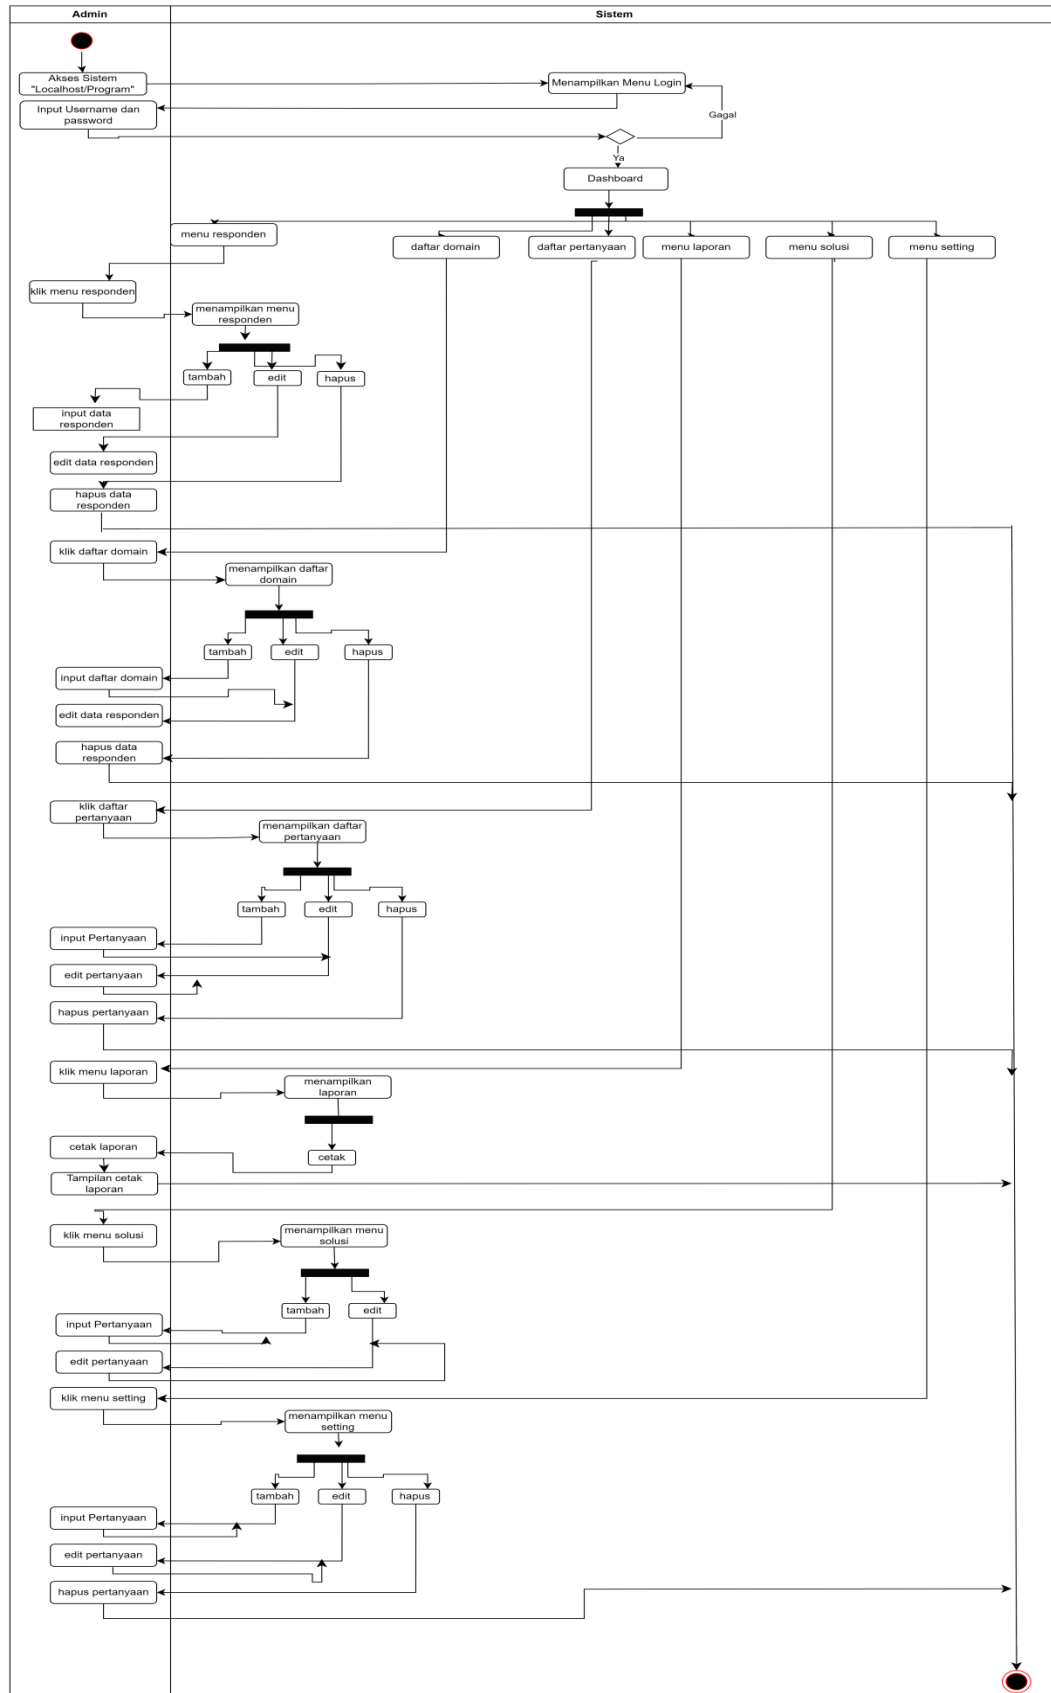 Admin
Sistem
Akses Sistem
"Localhost/Program"
Menampilkan Menu Login
Input Username dan
password
Gagal
Ya
Dashboard
menu responden
daftar domain
daftar pertanyaan
menu laporan
menu solusi
menu setting
klik menu responden
menampilkan menu
responden
tambah
edit
hapus
input data
responden
edit data responden
hapus data
responden
klik daftar domain
menampilkan daftar
domain
tambah
edit
hapus
input daftar domain
edit data responden
hapus data
responden
klik daftar
pertanyaan
menampilkan daftar
pertanyaan
tambah
edit
hapus
input Pertanyaan
edit pertanyaan
hapus pertanyaan
klik menu laporan
menampilkan
laporan
cetak laporan
cetak
Tampilan cetak
laporan
klik menu solusi
menampilkan menu
solusi
tambah
edit
input Pertanyaan
edit pertanyaan
klik menu setting
menampilkan menu
setting
tambah
edit
hapus
input Pertanyaan
edit pertanyaan
hapus pertanyaan